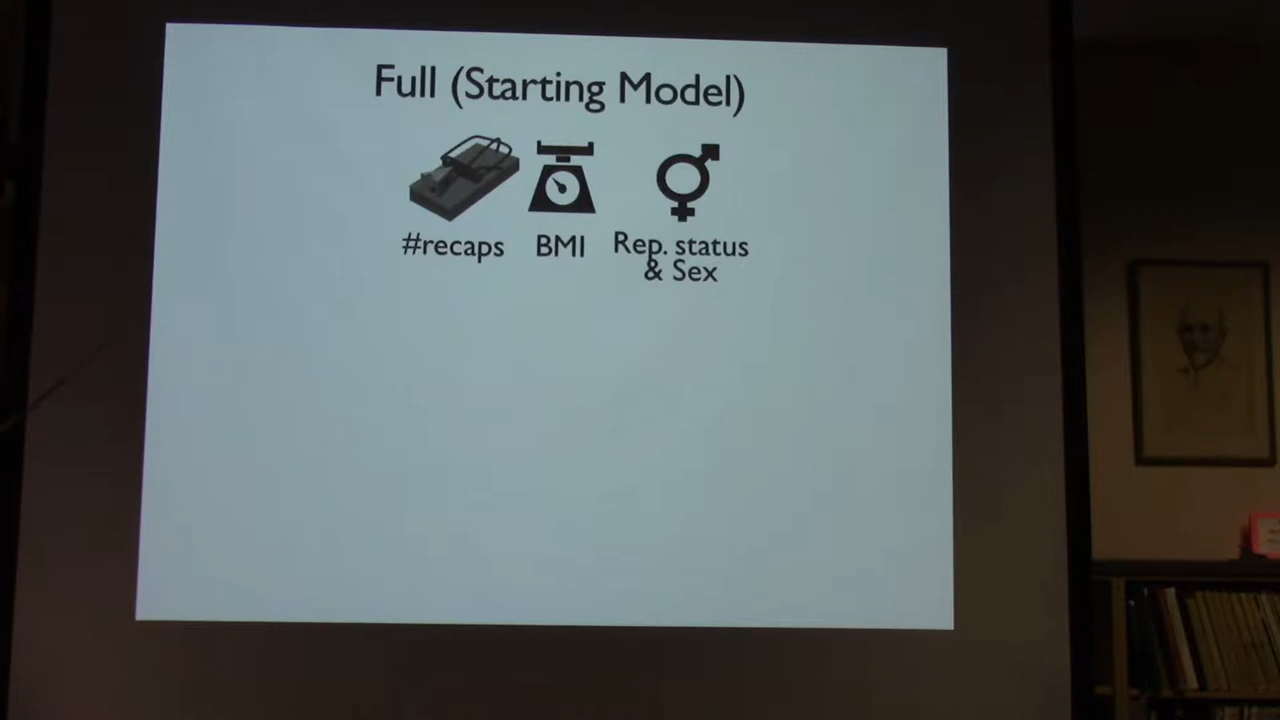 Full (Starting Model)
#recaps BMI Rep. status
& Sex